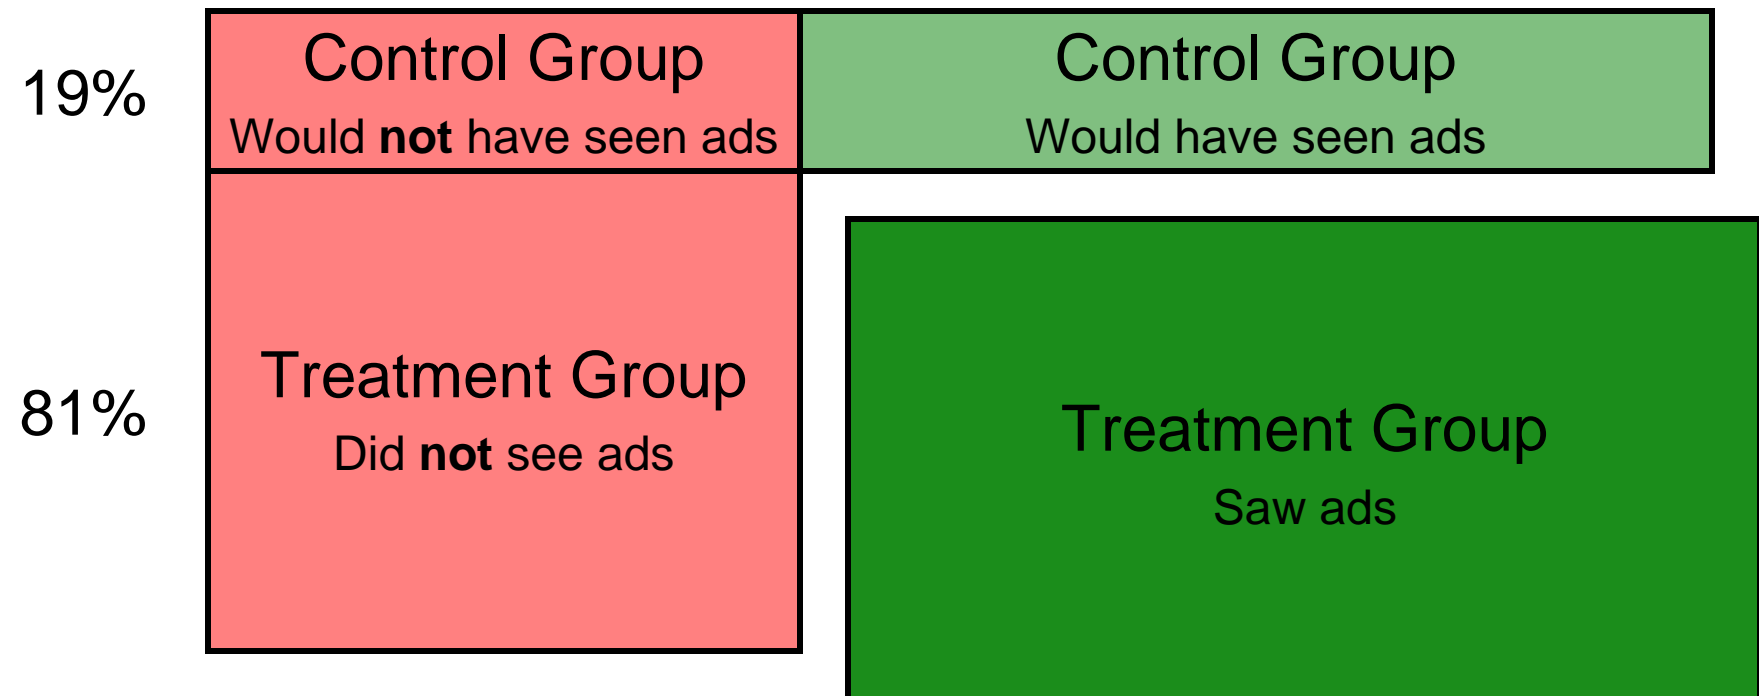 19%
Control Group
Would not have seen ads
Control Group
Would have seen ads
81%
Treatment Group
Did not see ads
Treatment Group
Saw ads